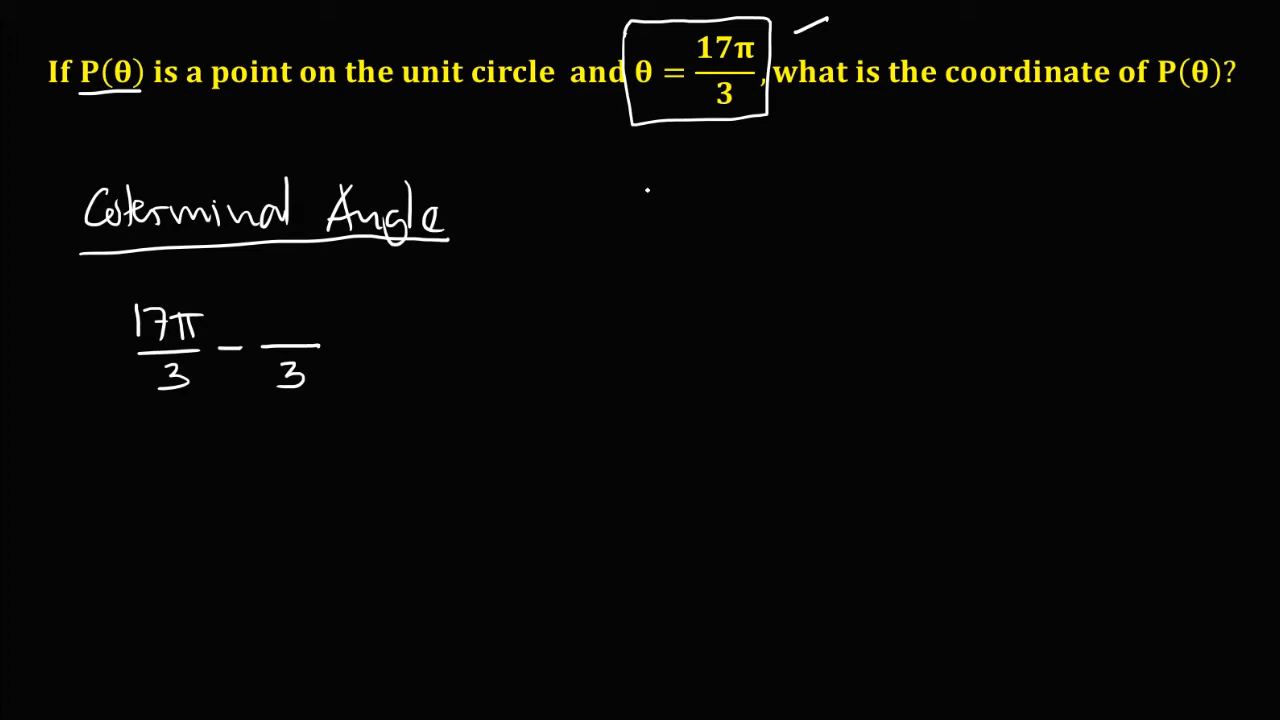 If P(θ) is a point on the unit circle and θ = 17π/3, what is the coordinate of P(θ)?
Coterminal Angle
17π/3 - /3